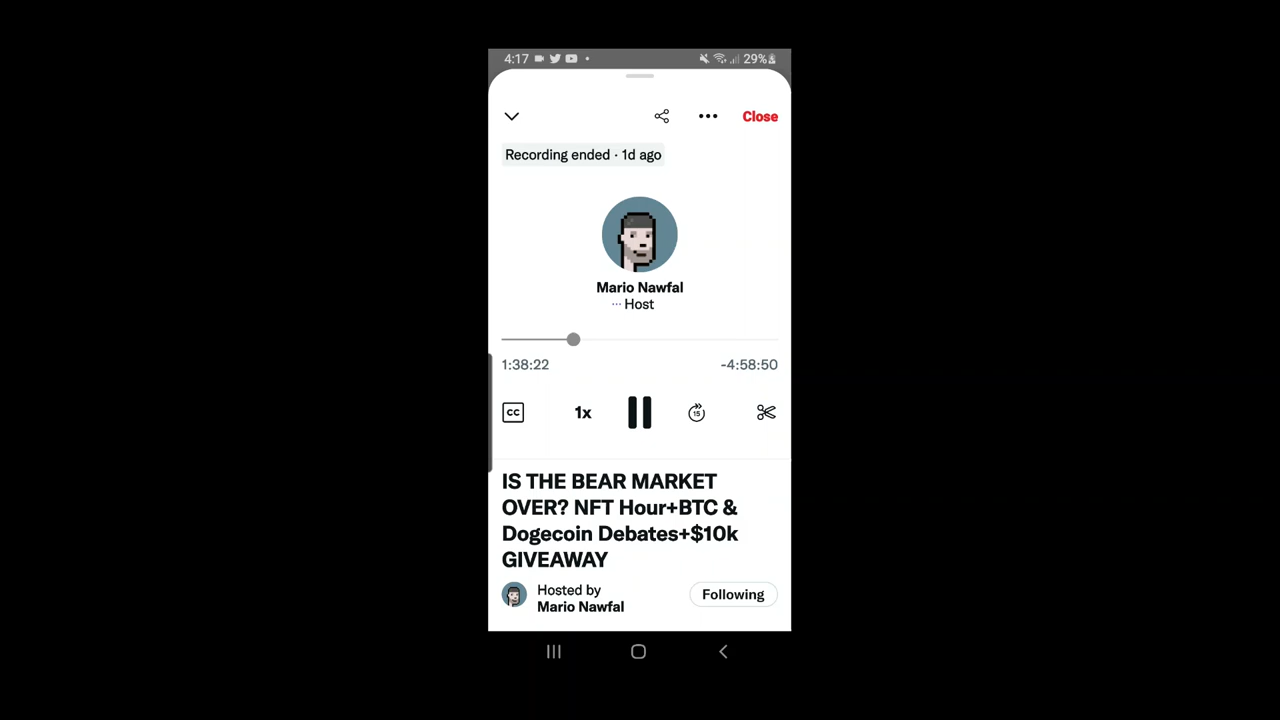 4:17 29%
Close
Recording ended · 1d ago
Mario Nawfal
Host
1:38:22 -4:58:50
CC 1x 15
IS THE BEAR MARKET
OVER? NFT Hour+BTC &
Dogecoin Debates+$10k
GIVEAWAY
Hosted by
Mario Nawfal
Following